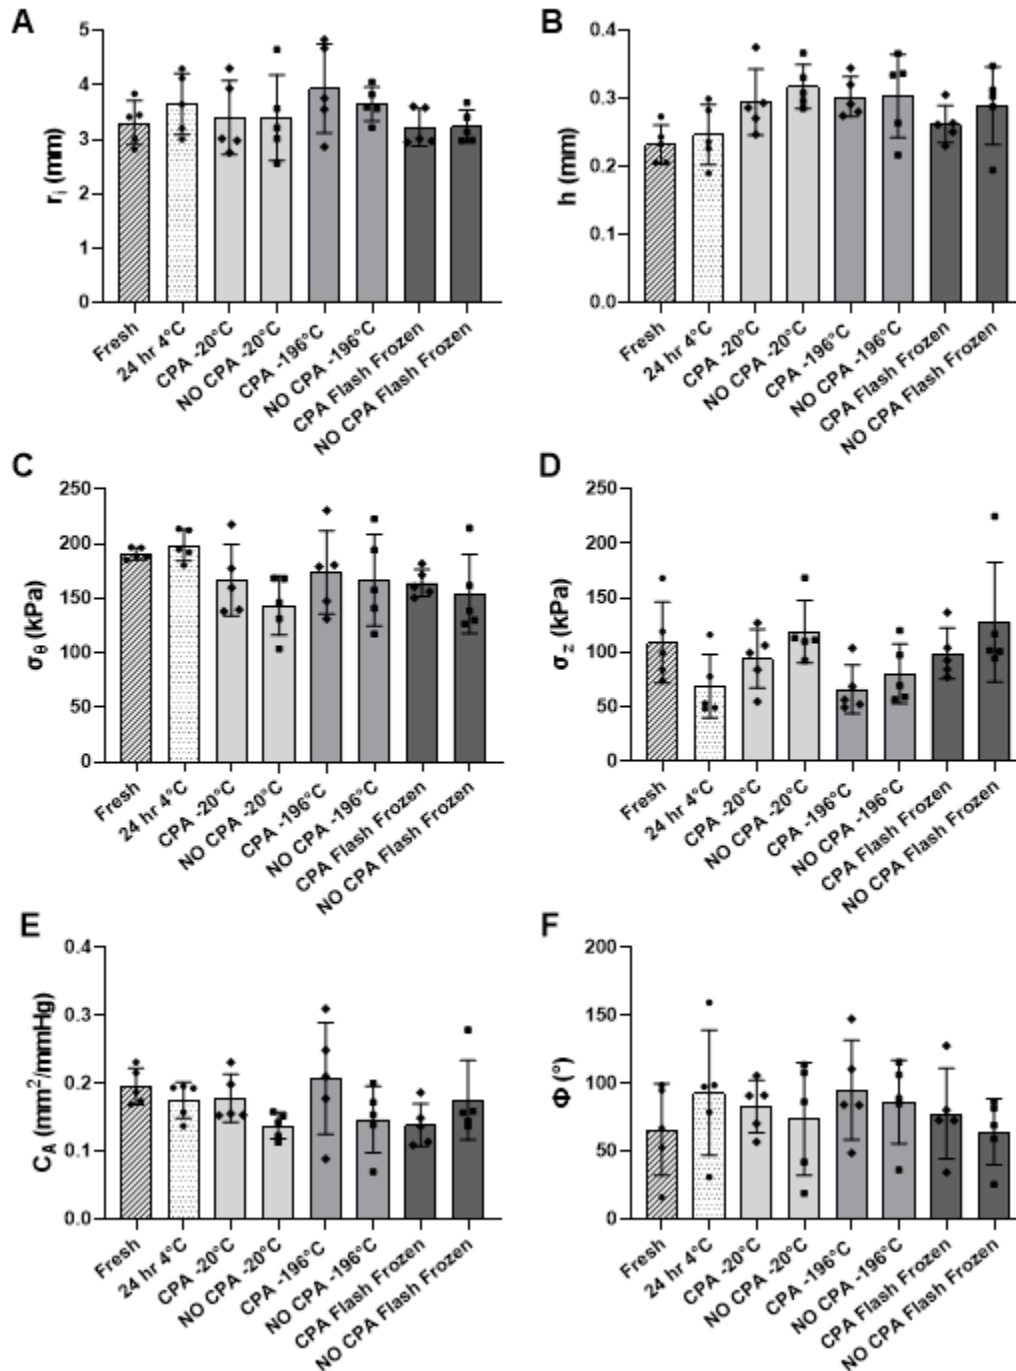 A
r_i (mm)
5
4
3
2
1
0
Fresh
24 hr 4°C
CPA -20°C
NO CPA -20°C
CPA -196°C
NO CPA -196°C
CPA Flash Frozen
NO CPA Flash Frozen
B
h (mm)
0.4
0.3
0.2
0.1
0.0
Fresh
24 hr 4°C
CPA -20°C
NO CPA -20°C
CPA -196°C
NO CPA -196°C
CPA Flash Frozen
NO CPA Flash Frozen
C
σ_θ (kPa)
250
200
150
100
50
0
Fresh
24 hr 4°C
CPA -20°C
NO CPA -20°C
CPA -196°C
NO CPA -196°C
CPA Flash Frozen
NO CPA Flash Frozen
D
σ_z (kPa)
250
200
150
100
50
0
Fresh
24 hr 4°C
CPA -20°C
NO CPA -20°C
CPA -196°C
NO CPA -196°C
CPA Flash Frozen
NO CPA Flash Frozen
E
C_A (mm²/mmHg)
0.4
0.3
0.2
0.1
0.0
Fresh
24 hr 4°C
CPA -20°C
NO CPA -20°C
CPA -196°C
NO CPA -196°C
CPA Flash Frozen
NO CPA Flash Frozen
F
Φ (°)
200
150
100
50
0
Fresh
24 hr 4°C
CPA -20°C
NO CPA -20°C
CPA -196°C
NO CPA -196°C
CPA Flash Frozen
NO CPA Flash Frozen